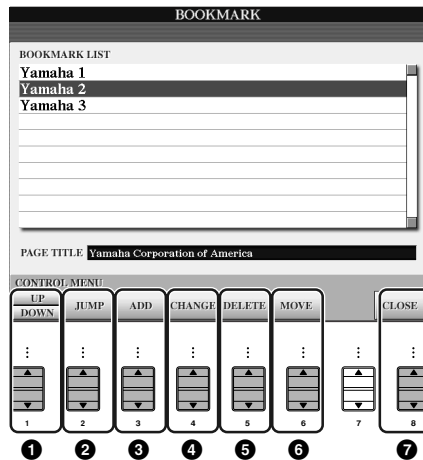 BOOKMARK
BOOKMARK LIST
Yamaha 1
Yamaha 2
Yamaha 3
PAGE TITLE Yamaha Corporation of America
CONTROL MENU
UP
DOWN JUMP ADD CHANGE DELETE MOVE CLOSE
1 2 3 4 5 6 7 8
1 2 3 4 5 6 7